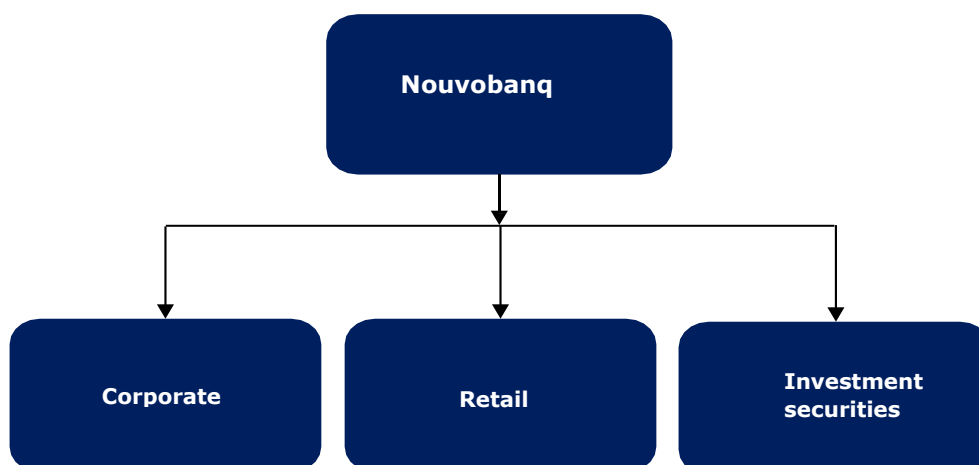 Nouvobanq
Corporate
Retail
Investment
securities